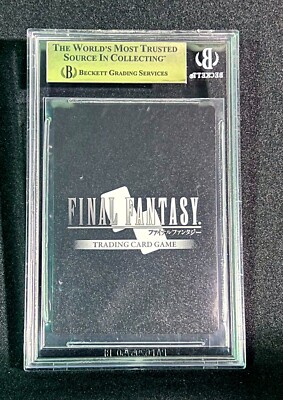 THE WORLD'S MOST TRUSTED
SOURCE IN COLLECTING™
B BECKETT GRADING SERVICES
BECKETT
FINAL FANTASY
ファイナルファンタジー
TRADING CARD GAME